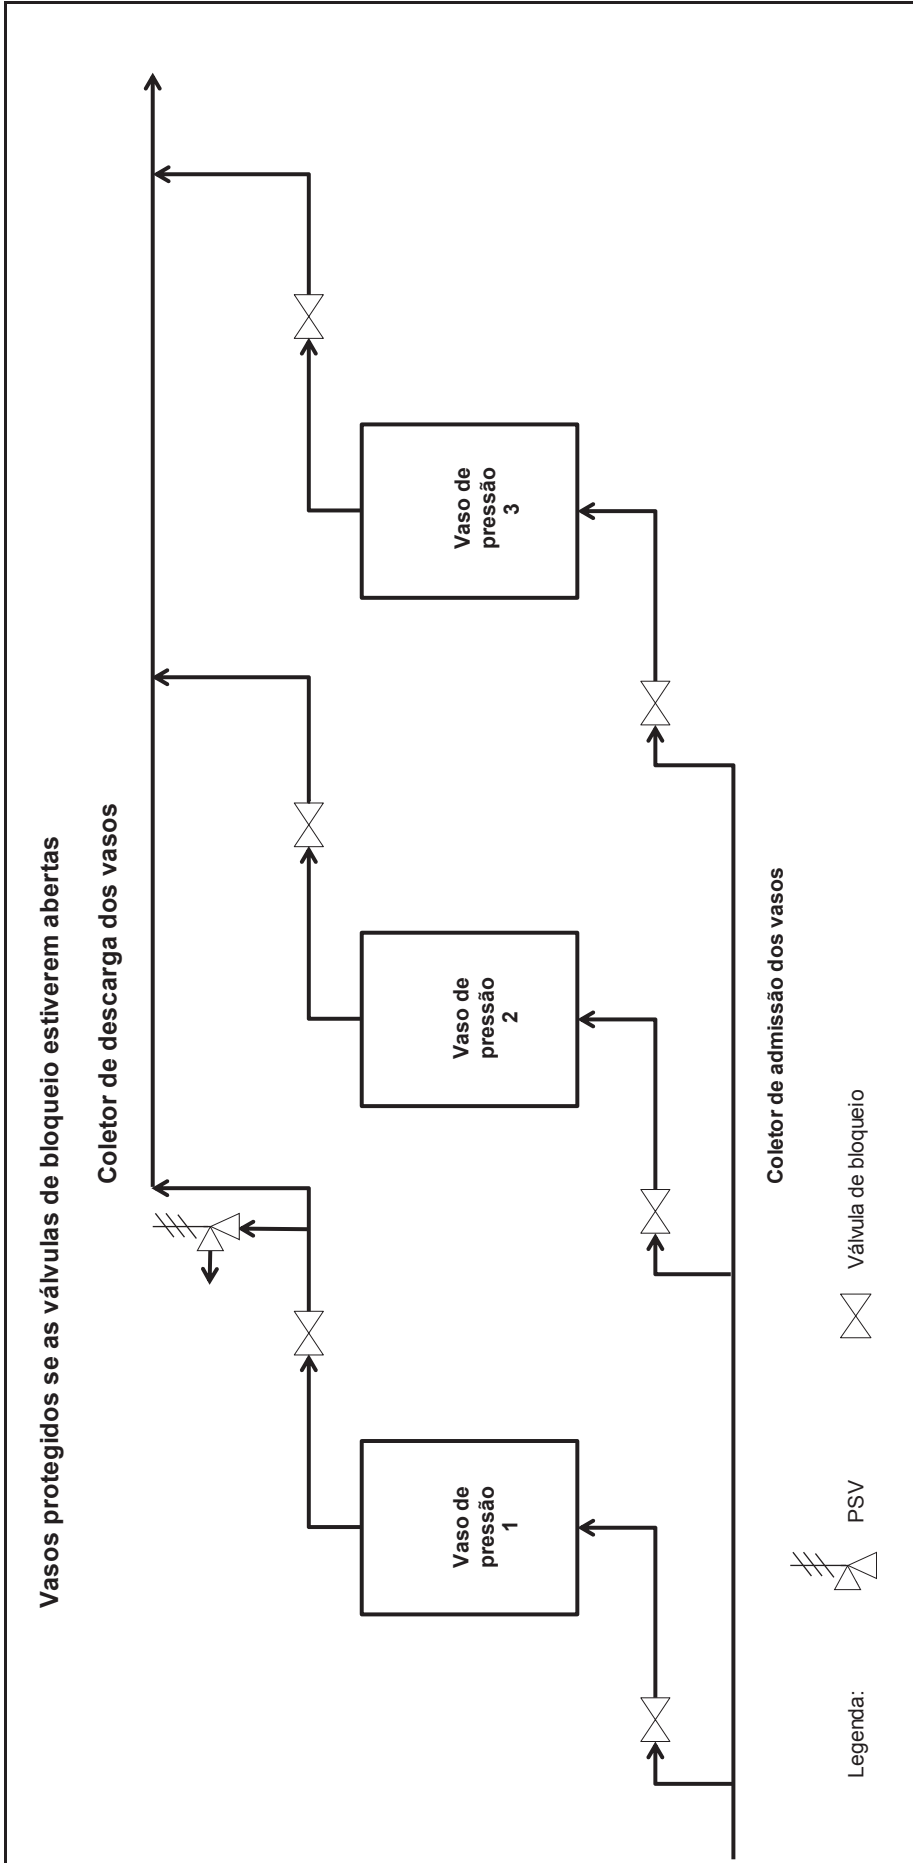 Vasos protegidos se as válvulas de bloqueio estiverem abertas
Coletor de descarga dos vasos
Vaso de
pressão
1
Vaso de
pressão
2
Vaso de
pressão
3
Coletor de admissão dos vasos
Legenda:
PSV
Válvula de bloqueio